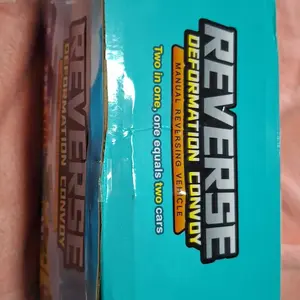 REVERSE
DEFORMATION CONVOY
MANUAL REVERSING VEHICLE
Two in one, one equals two cars
REVERSE
DEFORMATION CONVOY